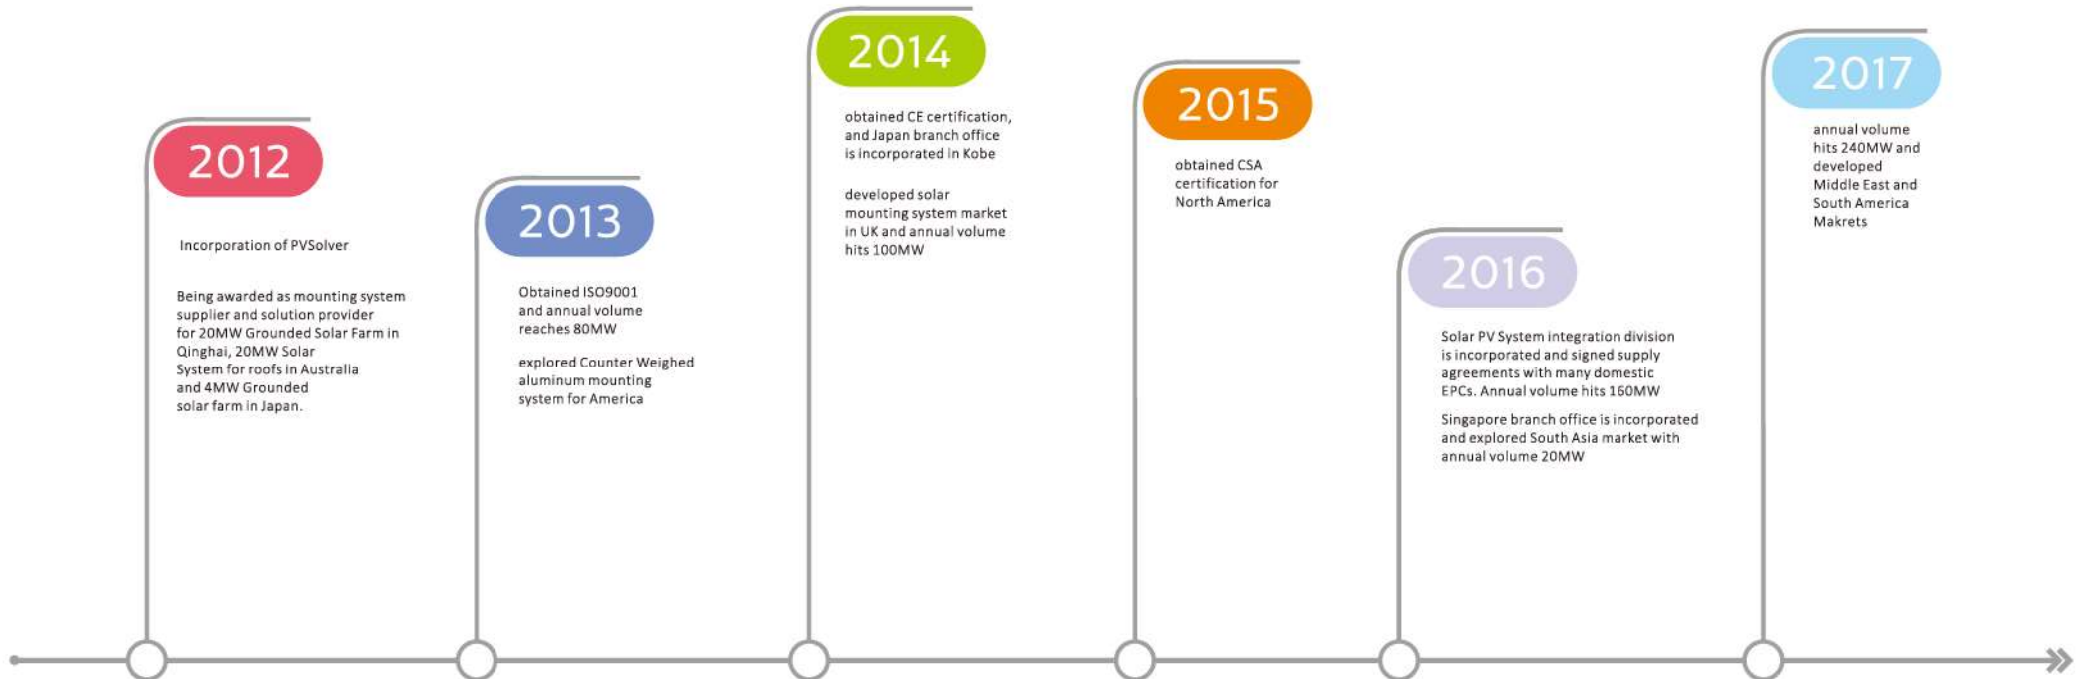 2012
Incorporation of PVSolver
Being awarded as mounting system
supplier and solution provider
for 20MW Grounded Solar Farm in
Qinghai, 20MW Solar
System for roofs in Australia
and 4MW Grounded
solar farm in Japan.
2013
Obtained ISO9001
and annual volume
reaches 80MW
explored Counter Weighed
aluminum mounting
system for America
2014
obtained CE certification,
and Japan branch office
is incorporated in Kobe
developed solar
mounting system market
in UK and annual volume
hits 100MW
2015
obtained CSA
certification for
North America
2016
Solar PV System integration division
is incorporated and signed supply
agreements with many domestic
EPCs. Annual volume hits 160MW
Singapore branch office is incorporated
and explored South Asia market with
annual volume 20MW
2017
annual volume
hits 240MW and
developed
Middle East and
South America
Makrets